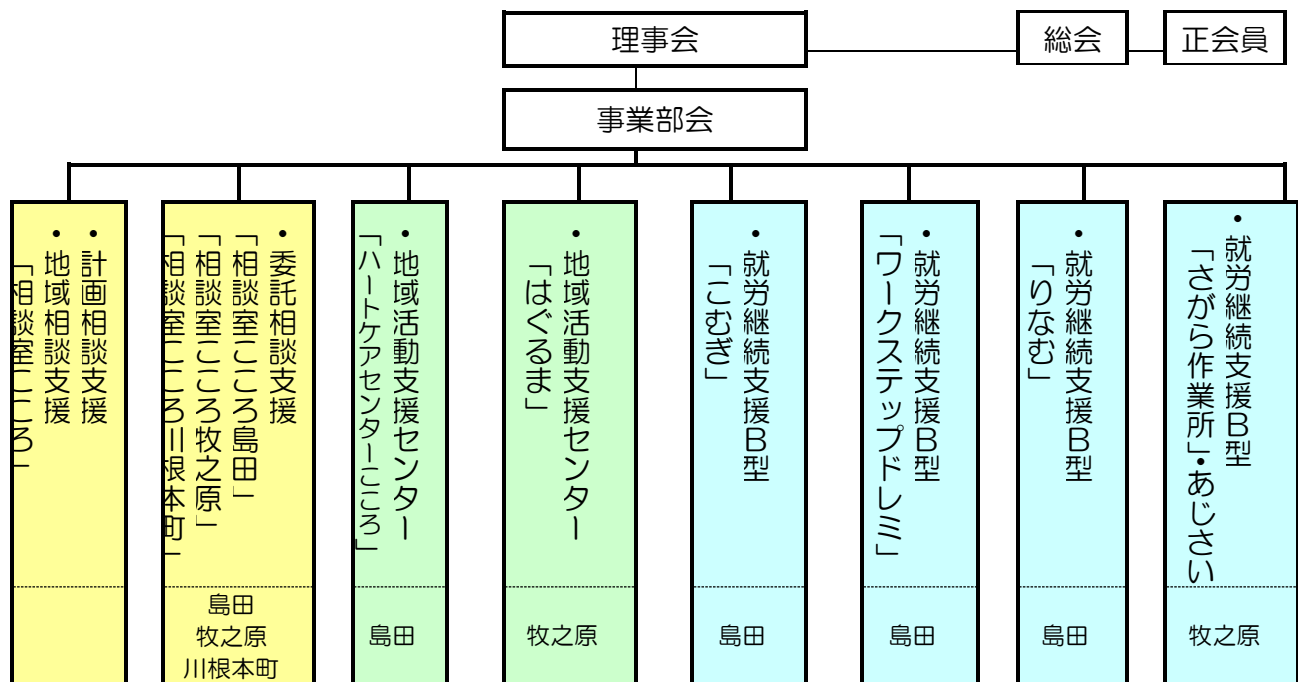 理事会
総会
正会員
事業部会
・計画相談支援
・地域相談支援
「相談室こころ」
・委託相談支援
「相談室こころ島田」
「相談室こころ牧之原」
「相談室こころ川根本町」
島田
牧之原
川根本町
・地域活動支援センター
「ハートケアセンターこころ」
島田
・地域活動支援センター
「はぐるま」
牧之原
・就労継続支援B型
「こむぎ」
島田
・就労継続支援B型
「ワークステップドレミ」
島田
・就労継続支援B型
「りなむ」
島田
・就労継続支援B型
「さがら作業所」・あじさい
牧之原